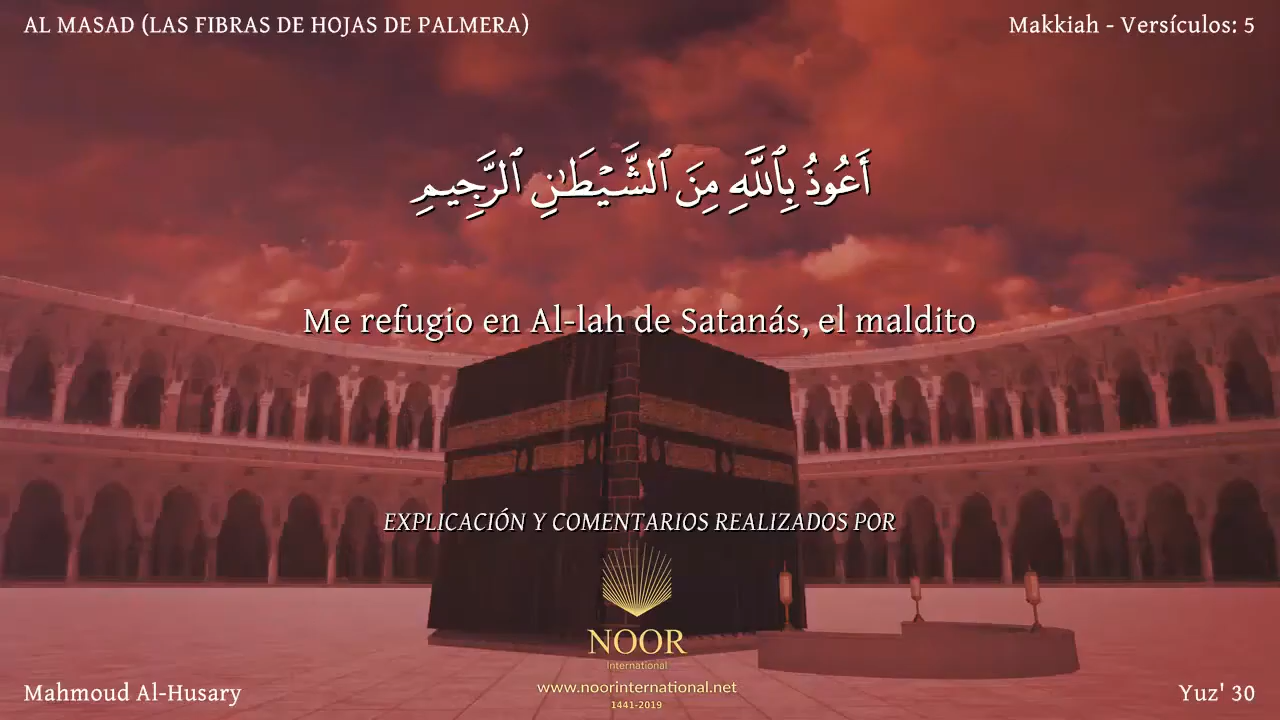 AL MASAD (LAS FIBRAS DE HOJAS DE PALMERA)
Makkiah - Versículos: 5
أَعُوذُ بِٱللَّهِ مِنَ ٱلشَّيْطَٰنِ ٱلرَّجِيمِ
Me refugio en Al-lah de Satanás, el maldito
EXPLICACIÓN Y COMENTARIOS REALIZADOS POR
NOOR
International
www.noorinternational.net
1441-2019
Mahmoud Al-Husary
Yuz' 30